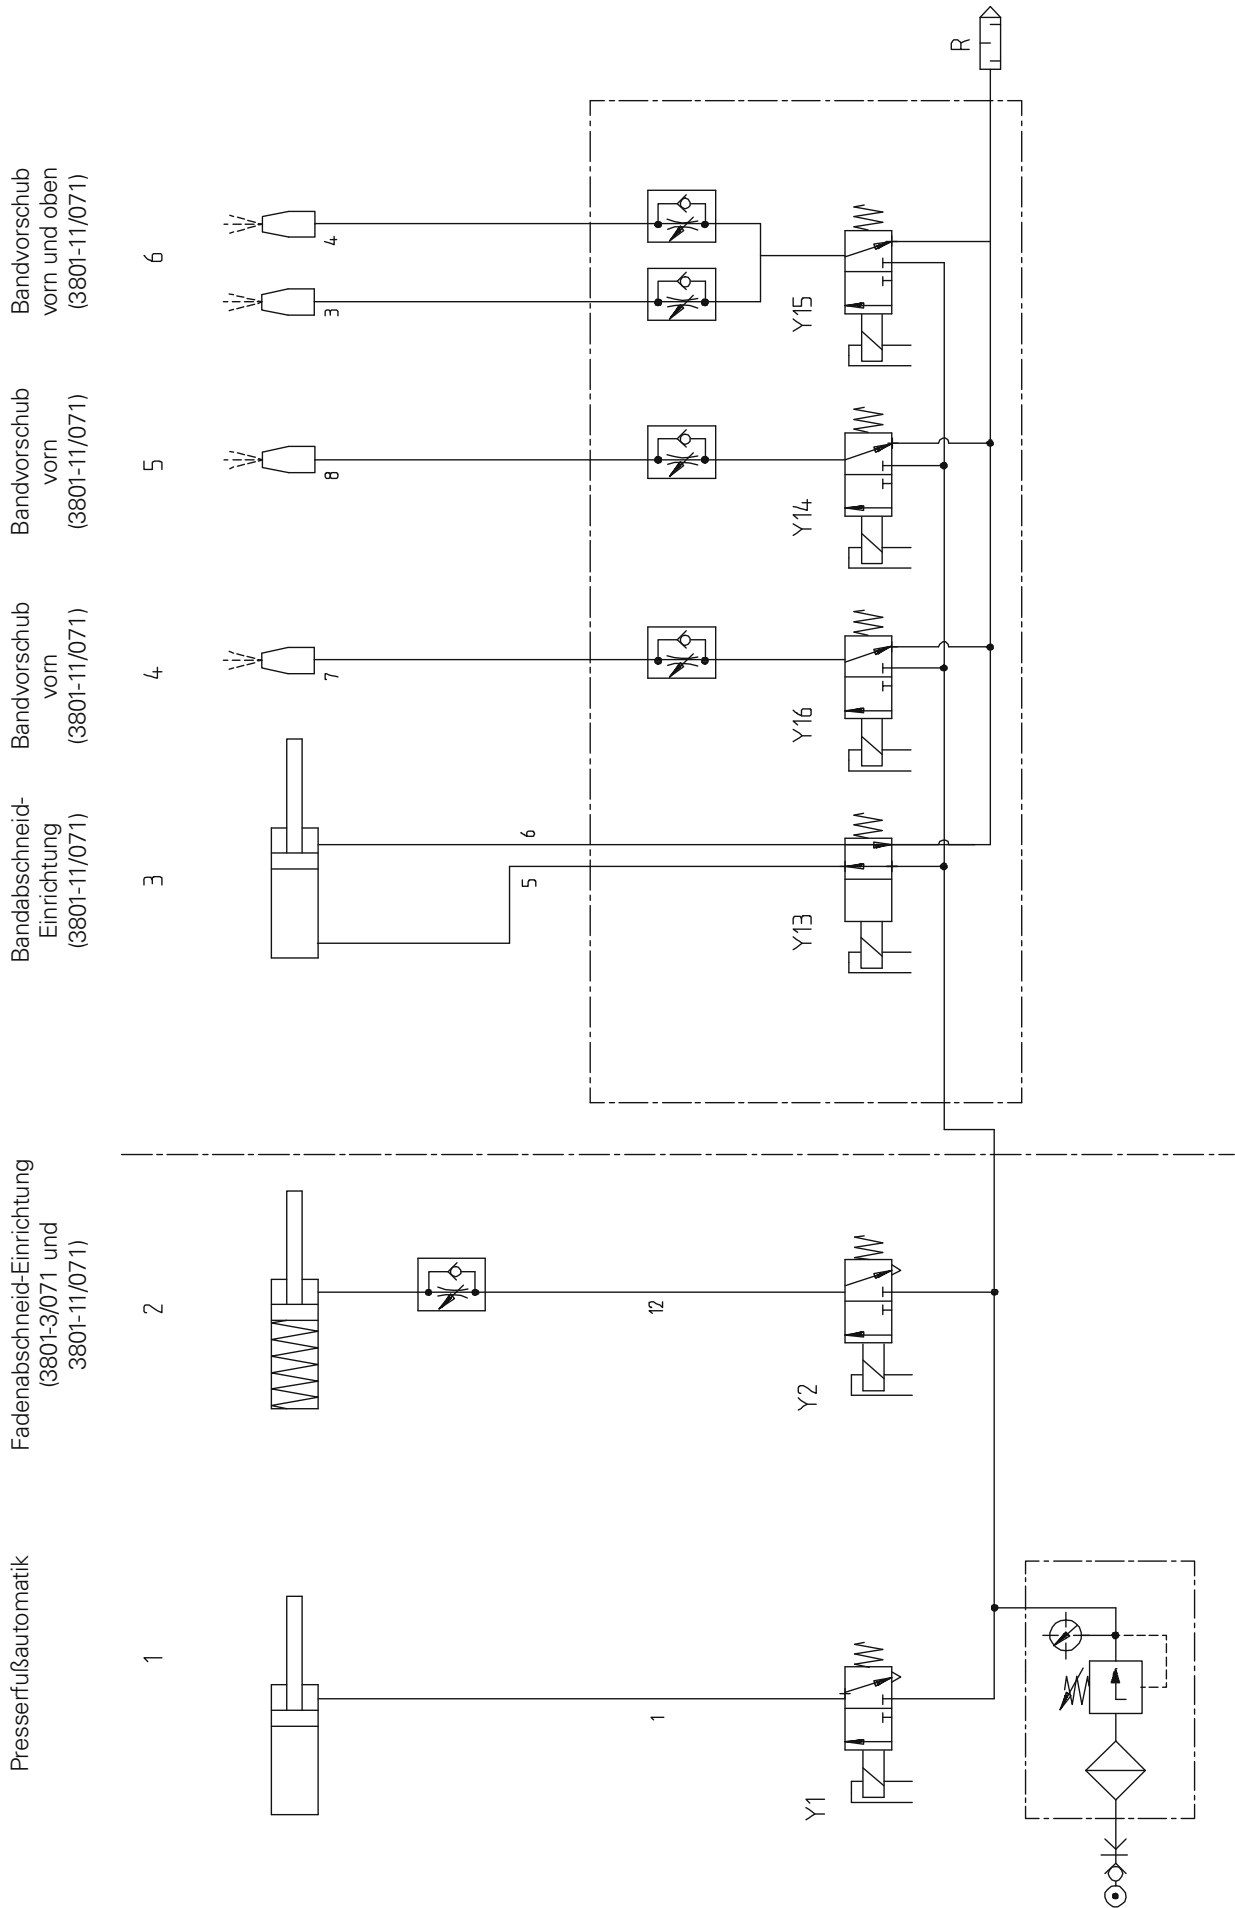 Presserfußautomatik
1
Fadenabschneid-Einrichtung
(3801-3/071 und
3801-11/071)
2
Bandabschneid-
Einrichtung
(3801-11/071)
3
Bandvorschub
vorn
(3801-11/071)
4
Bandvorschub
vorn
(3801-11/071)
5
Bandvorschub
vorn und oben
(3801-11/071)
6
1
12
5
6
7
8
3
4
Y1
Y2
Y13
Y16
Y14
Y15
R